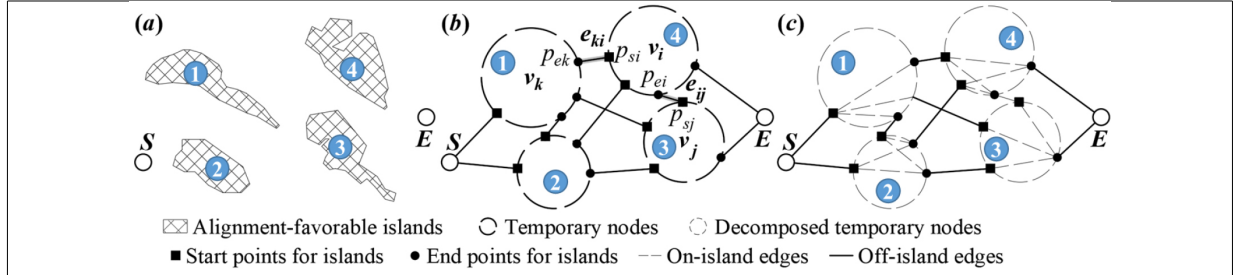 (a)
1
4
2
3
S
E
(b)
1
v_k
p_ek
e_ki
p_si
v_i
4
p_ei
e_ij
p_sj
3
v_j
2
S
E
(c)
1
4
3
2
S
E
Alignment-favorable islands
Temporary nodes
Decomposed temporary nodes
Start points for islands
End points for islands
On-island edges
Off-island edges